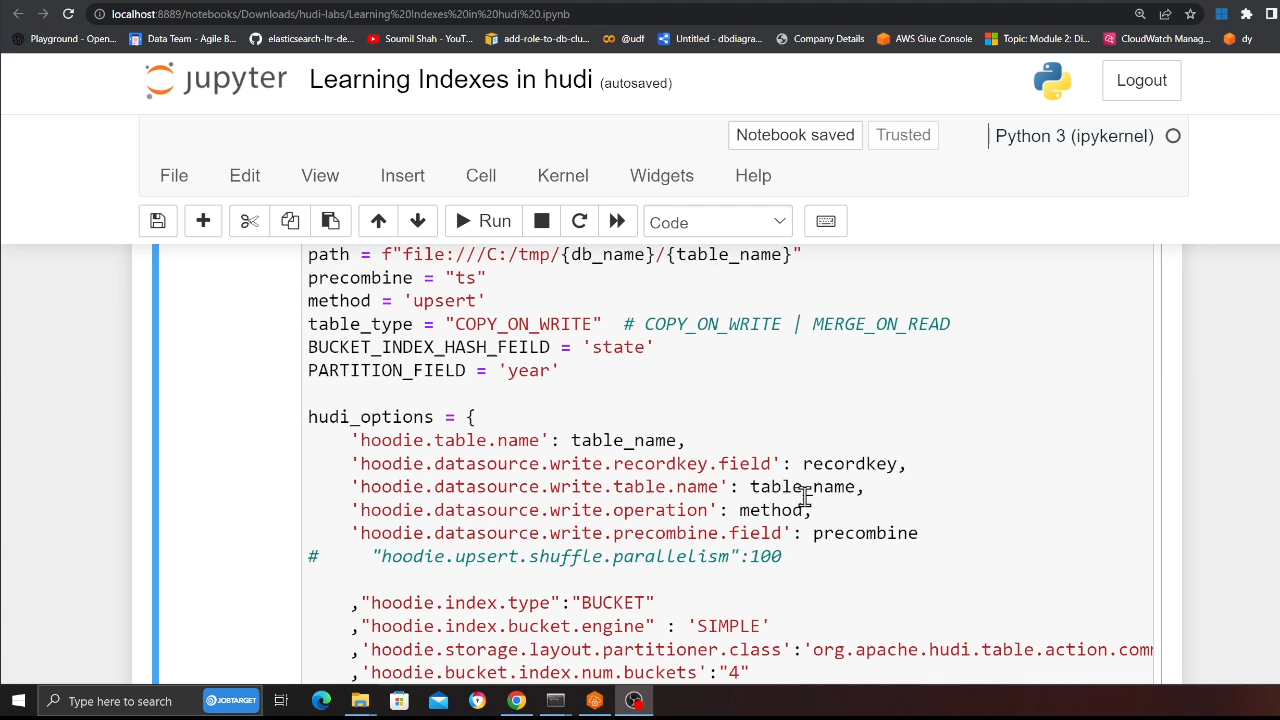 localhost:8889/notebooks/Downloads/hudi-labs/Learning%20Indexes%20in%20hudi%20.ipynb
Playground - Open...
Data Team - Agile B...
elasticsearch-ltr-de...
Soumil Shah - YouT...
add-role-to-db-clu...
@udf
Untitled - dbdiagra...
Company Details
AWS Glue Console
Topic: Module 2: Di...
CloudWatch Manag...
dy
jupyter Learning Indexes in hudi (autosaved)
Logout
Notebook saved Trusted Python 3 (ipykernel)
File Edit View Insert Cell Kernel Widgets Help
Run Code
path = f"file:///C:/tmp/{db_name}/{table_name}"
precombine = "ts"
method = 'upsert'
table_type = "COPY_ON_WRITE"  # COPY_ON_WRITE | MERGE_ON_READ
BUCKET_INDEX_HASH_FEILD = 'state'
PARTITION_FIELD = 'year'
hudi_options = {
'hoodie.table.name': table_name,
'hoodie.datasource.write.recordkey.field': recordkey,
'hoodie.datasource.write.table.name': table_name,
'hoodie.datasource.write.operation': method,
'hoodie.datasource.write.precombine.field': precombine
#     "hoodie.upsert.shuffle.parallelism":100
,"hoodie.index.type":"BUCKET"
,"hoodie.index.bucket.engine" : 'SIMPLE'
,'hoodie.storage.layout.partitioner.class':'org.apache.hudi.table.action.comm
,'hoodie.bucket.index.num.buckets':"4"
Type here to search
JOBTARGET